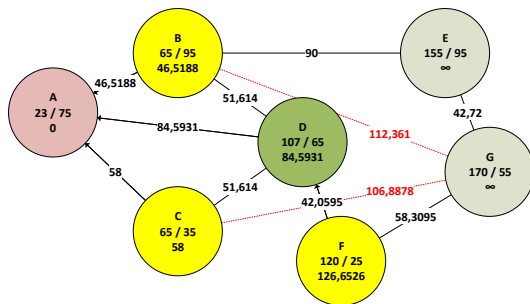 B
65 / 95
46,5188
E
155 / 95
∞
90
46,5188
A
23 / 75
0
51,614
42,72
D
107 / 65
84,5931
84,5931
112,361
G
170 / 55
∞
58
51,614
106,8878
C
65 / 35
58
42,0595
58,3095
F
120 / 25
126,6526